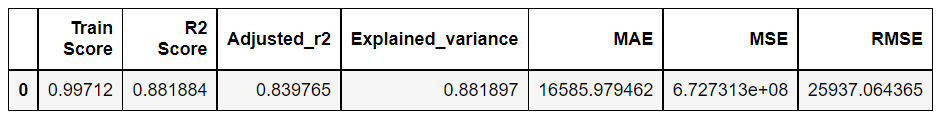 Train Score R2 Score Adjusted_r2 Explained_variance MAE MSE RMSE
0 0.99712 0.881884 0.839765 0.881897 16585.979462 6.727313e+08 25937.064365